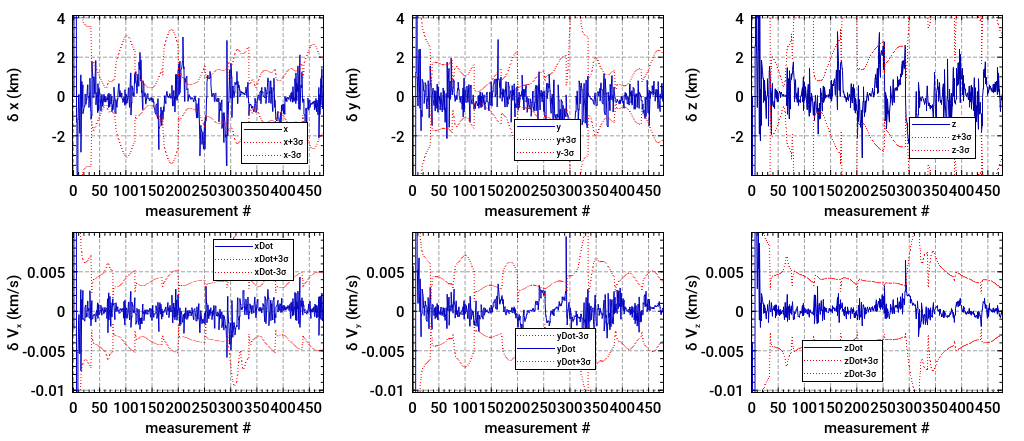 4
2
0
-2
δ x (km)
x
x+3σ
x-3σ
0 50 100 150 200 250 300 350 400 450
measurement #
4
2
0
-2
δ y (km)
y
y+3σ
y-3σ
0 50 100 150 200 250 300 350 400 450
measurement #
4
2
0
-2
δ z (km)
z
z+3σ
z-3σ
0 50 100 150 200 250 300 350 400 450
measurement #
0.005
0
-0.005
-0.01
δ Vx (km/s)
xDot
xDot+3σ
xDot-3σ
0 50 100 150 200 250 300 350 400 450
measurement #
0.005
0
-0.005
-0.01
δ Vy (km/s)
yDot-3σ
yDot
yDot+3σ
0 50 100 150 200 250 300 350 400 450
measurement #
0.005
0
-0.005
-0.01
δ Vz (km/s)
zDot
zDot+3σ
zDot-3σ
0 50 100 150 200 250 300 350 400 450
measurement #